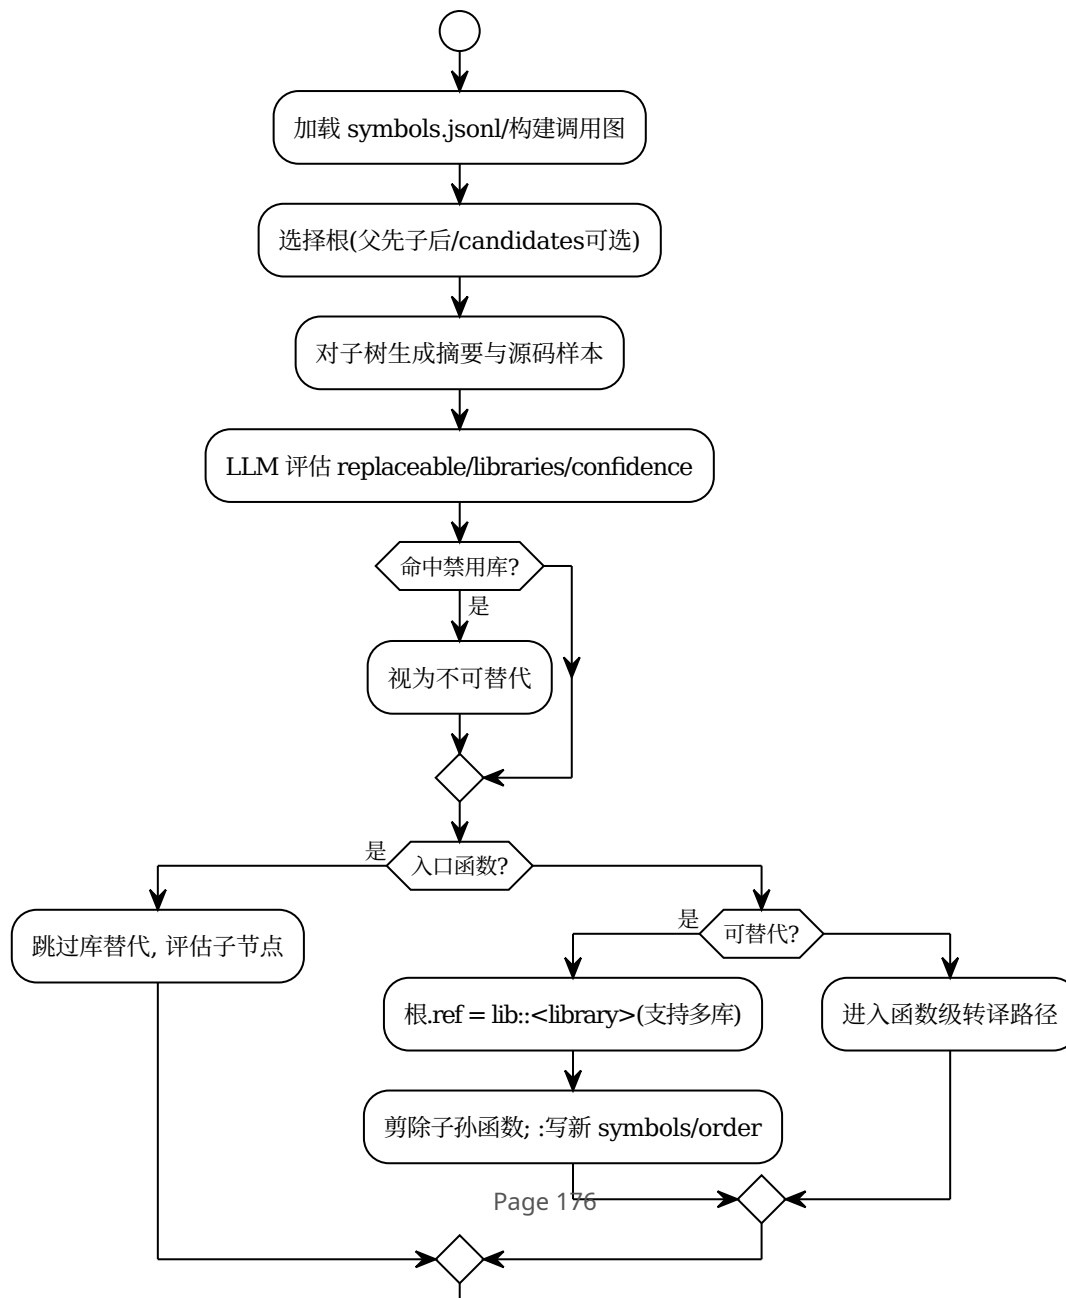 加载 symbols.jsonl/构建调用图
选择根(父先子后/candidates可选)
对子树生成摘要与源码样本
LLM 评估 replaceable/libraries/confidence
命中禁用库?
是
视为不可替代
是
入口函数?
跳过库替代, 评估子节点
是
可替代?
根.ref = lib::<library>(支持多库)
进入函数级转译路径
剪除子孙函数; :写新 symbols/order
Page 176